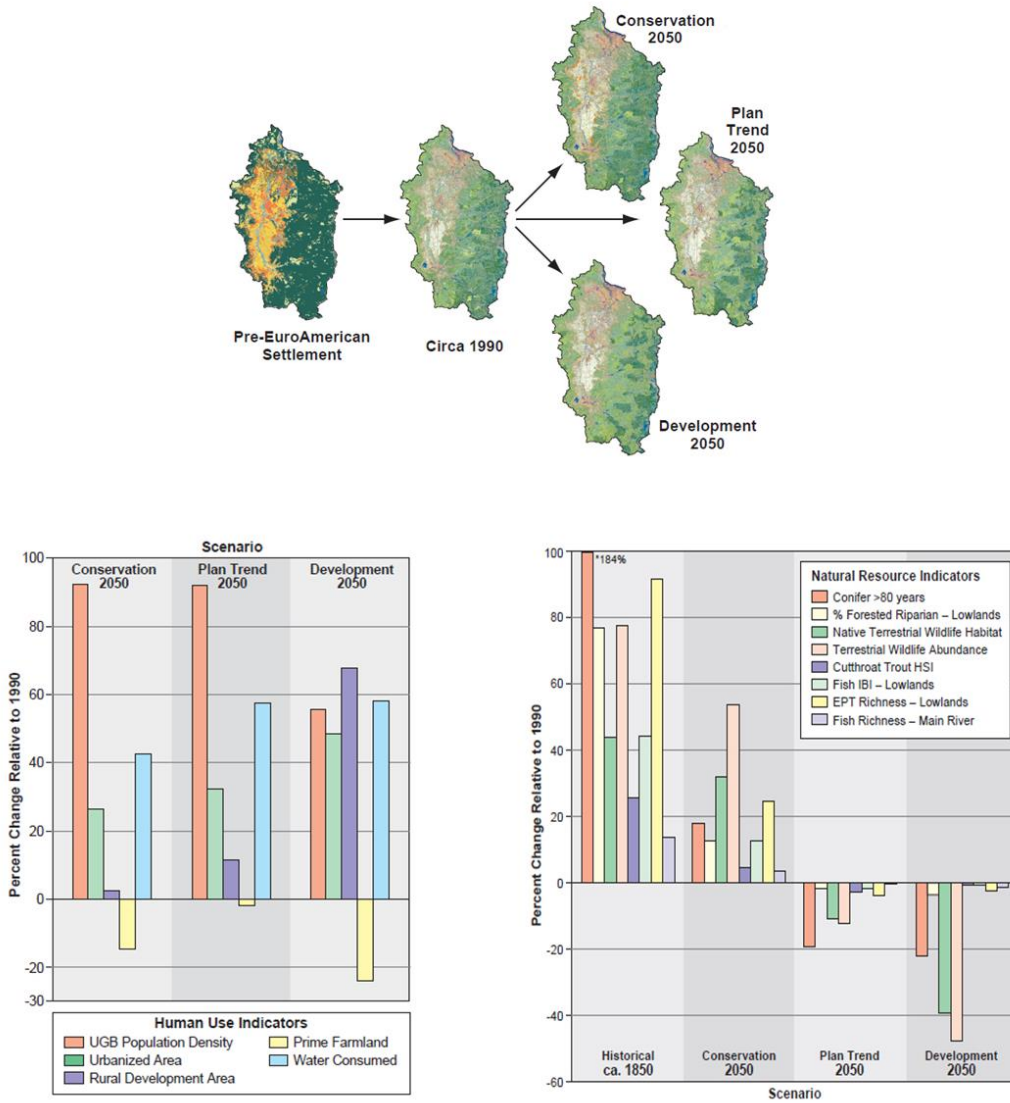 Conservation
2050
Plan
Trend
2050
Pre-EuroAmerican
Settlement
Circa 1990
Development
2050
Scenario
Conservation
2050
Plan Trend
2050
Development
2050
Percent Change Relative to 1990
100
80
60
40
20
0
-20
-30
Human Use Indicators
UGB Population Density
Urbanized Area
Rural Development Area
Prime Farmland
Water Consumed
Percent Change Relative to 1990
100
80
60
40
20
0
-20
-40
-60
*184%
Natural Resource Indicators
Conifer >80 years
% Forested Riparian – Lowlands
Native Terrestrial Wildlife Habitat
Terrestrial Wildlife Abundance
Cutthroat Trout HSI
Fish IBI – Lowlands
EPT Richness – Lowlands
Fish Richness – Main River
Historical
ca. 1850
Conservation
2050
Plan Trend
2050
Development
2050
Scenario